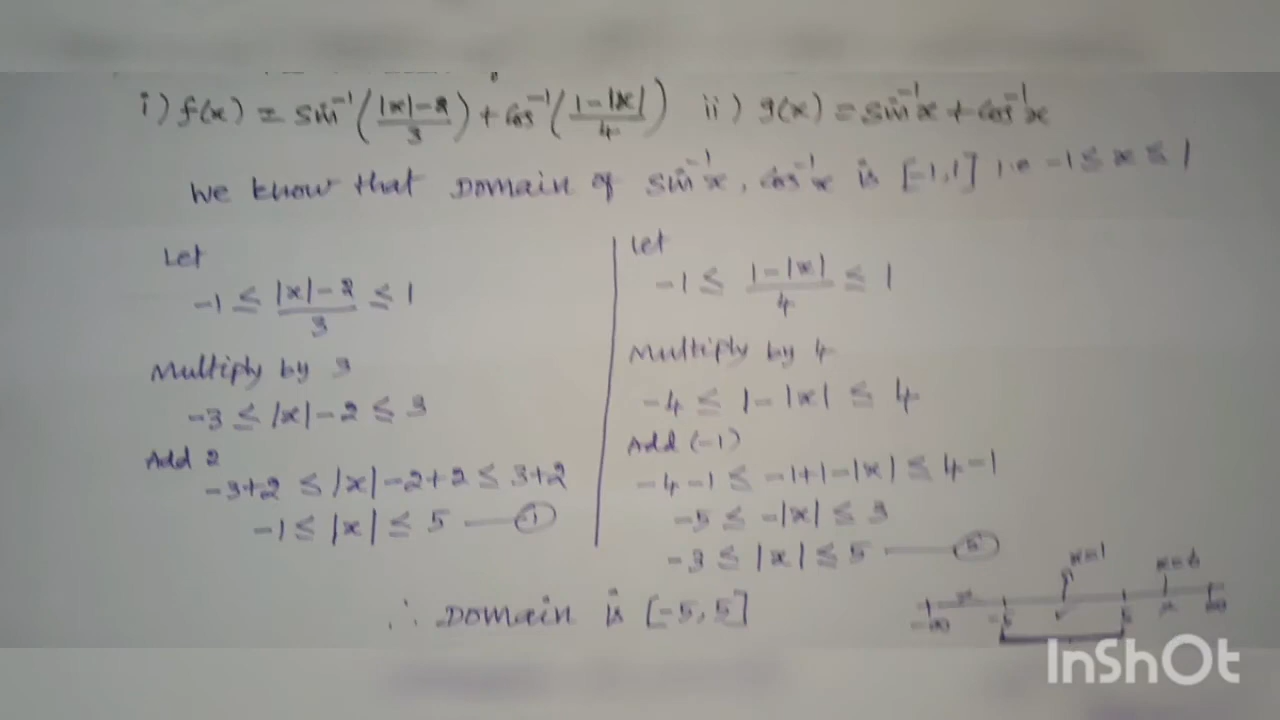 i) f(x) = sin⁻¹(|x|-2/3) + cos⁻¹(1-|x|/4) ii) g(x) = sin⁻¹x + cos⁻¹x
We know that Domain of sin⁻¹x, cos⁻¹x is [-1,1] i.e -1 ≤ x ≤ 1
Let
-1 ≤ |x|-2/3 ≤ 1
Multiply by 3
-3 ≤ |x|-2 ≤ 3
Add 2
-3+2 ≤ |x|-2+2 ≤ 3+2
-1 ≤ |x| ≤ 5 — ①
let
-1 ≤ 1-|x|/4 ≤ 1
Multiply by 4
-4 ≤ 1-|x| ≤ 4
Add (-1)
-4-1 ≤ -1+1-|x| ≤ 4-1
-5 ≤ -|x| ≤ 3
-3 ≤ |x| ≤ 5
∴ Domain is [-5, 5]
x=1 x=6
-∞ -5 5 ∞
InShOt